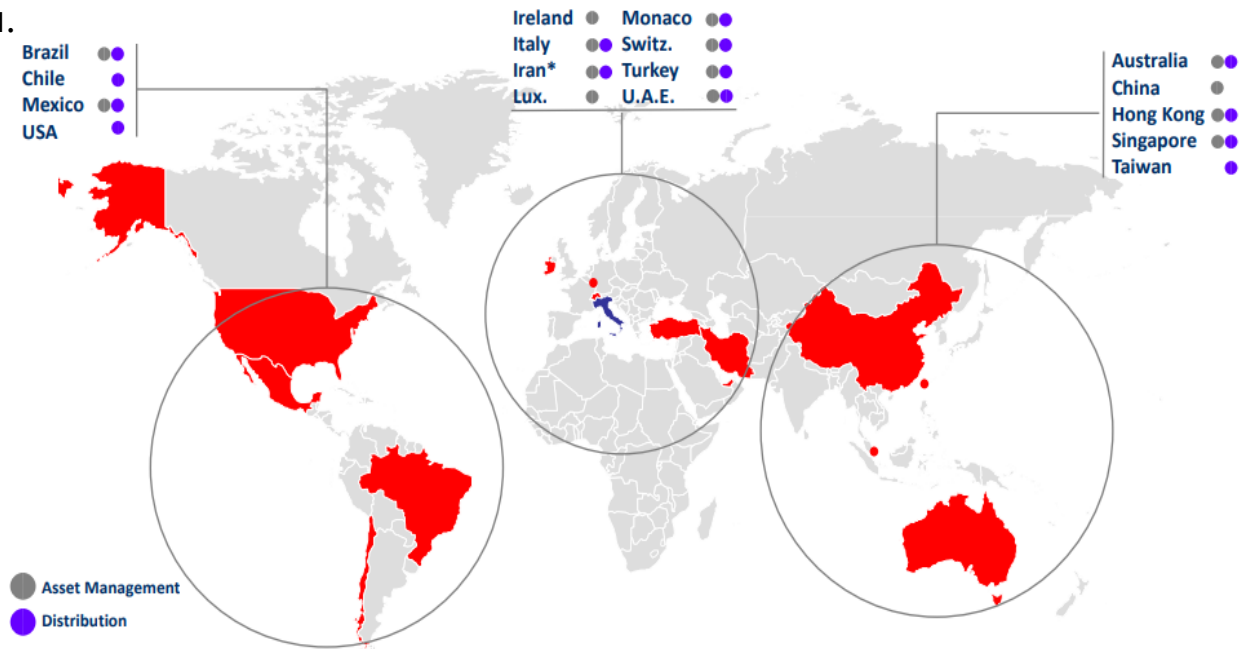 Brazil
Chile
Mexico
USA
Ireland
Italy
Iran*
Lux.
Monaco
Switz.
Turkey
U.A.E.
Australia
China
Hong Kong
Singapore
Taiwan
Asset Management
Distribution